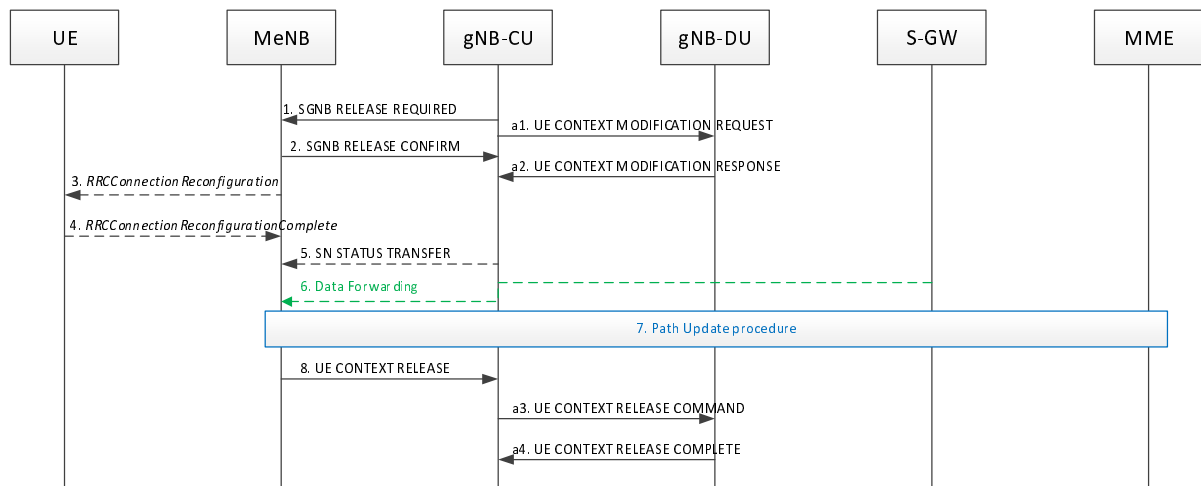 UE
MeNB
gNB-CU
gNB-DU
S-GW
MME
1. SGNB RELEASE REQUIRED
a1. UE CONTEXT MODIFICATION REQUEST
2. SGNB RELEASE CONFIRM
a2. UE CONTEXT MODIFICATION RESPONSE
3. RRCConnectionReconfiguration
4. RRCConnectionReconfigurationComplete
5. SN STATUS TRANSFER
6. Data Forwarding
7. Path Update procedure
8. UE CONTEXT RELEASE
a3. UE CONTEXT RELEASE COMMAND
a4. UE CONTEXT RELEASE COMPLETE